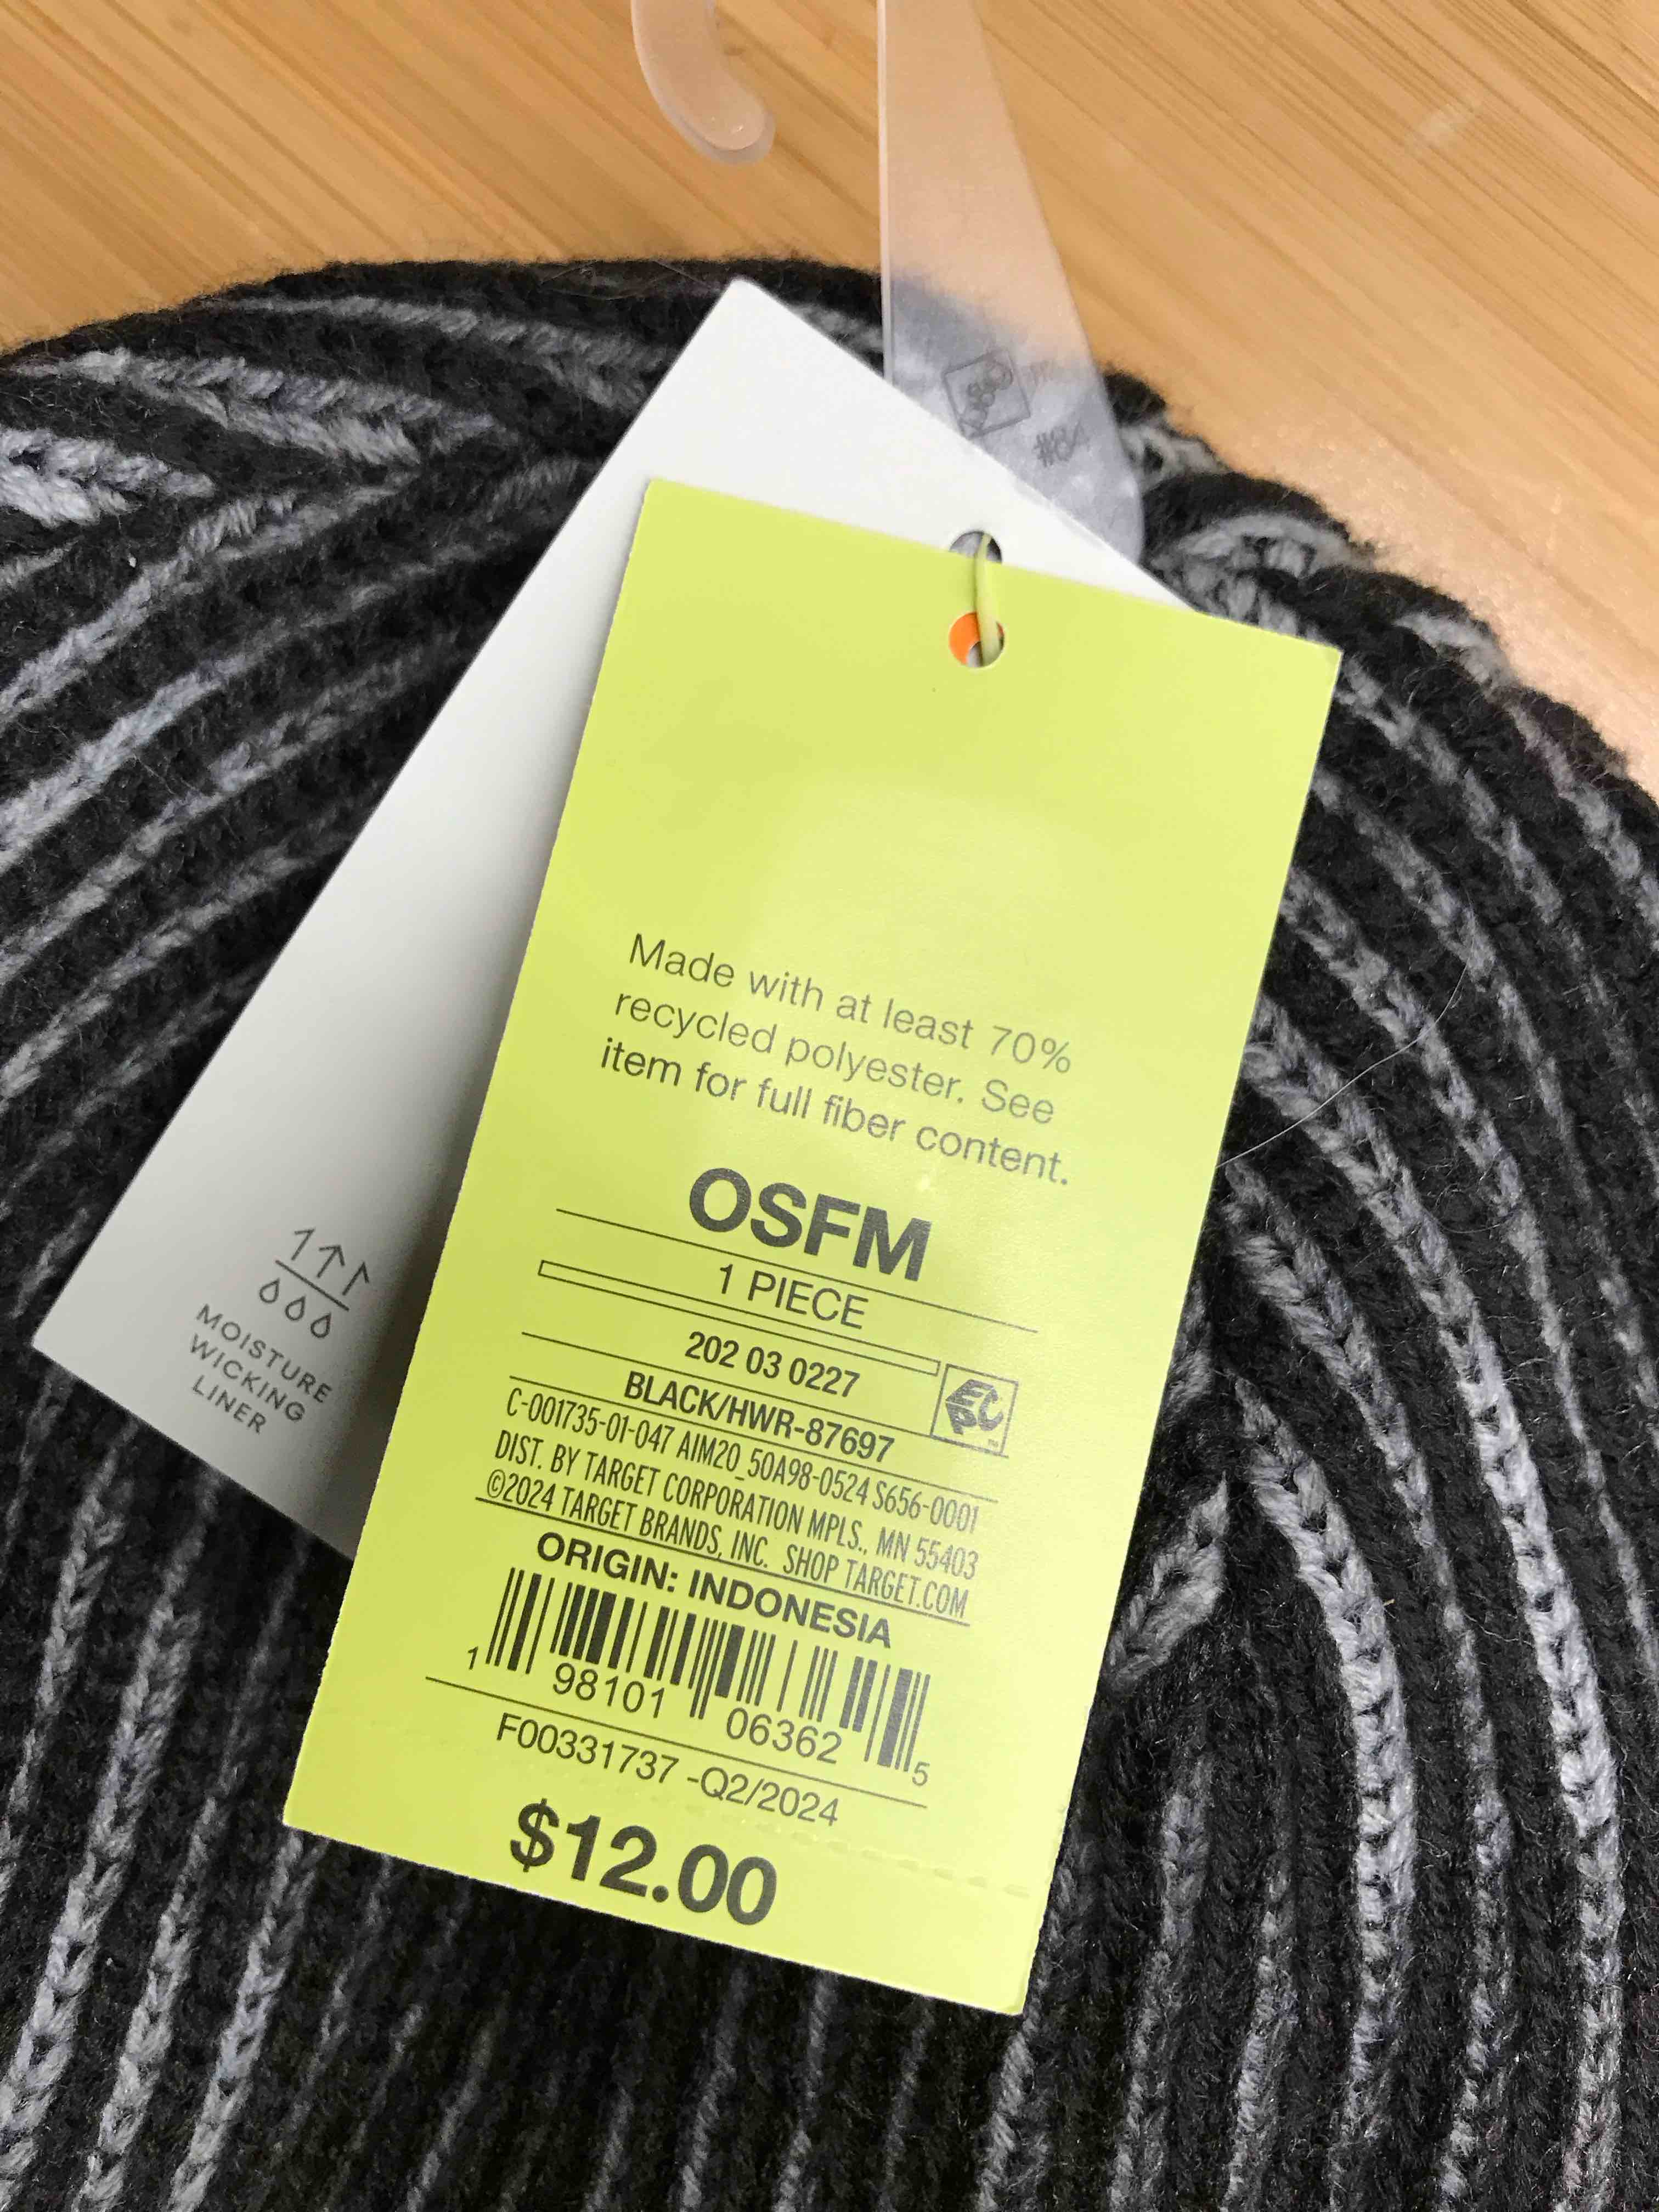 #84
Made with at least 70%
recycled polyester. See
item for full fiber content.
OSFM
1 PIECE
202 03 0227
BLACK/HWR-87697
EPC
C-001735-01-047 AIM20_50A98-0524 S656-0001
DIST. BY TARGET CORPORATION MPLS., MN 55403
©2024 TARGET BRANDS, INC. SHOP TARGET.COM
ORIGIN: INDONESIA
1 98101 06362 5
F00331737 -Q2/2024
$12.00
MOISTURE
WICKING
LINER